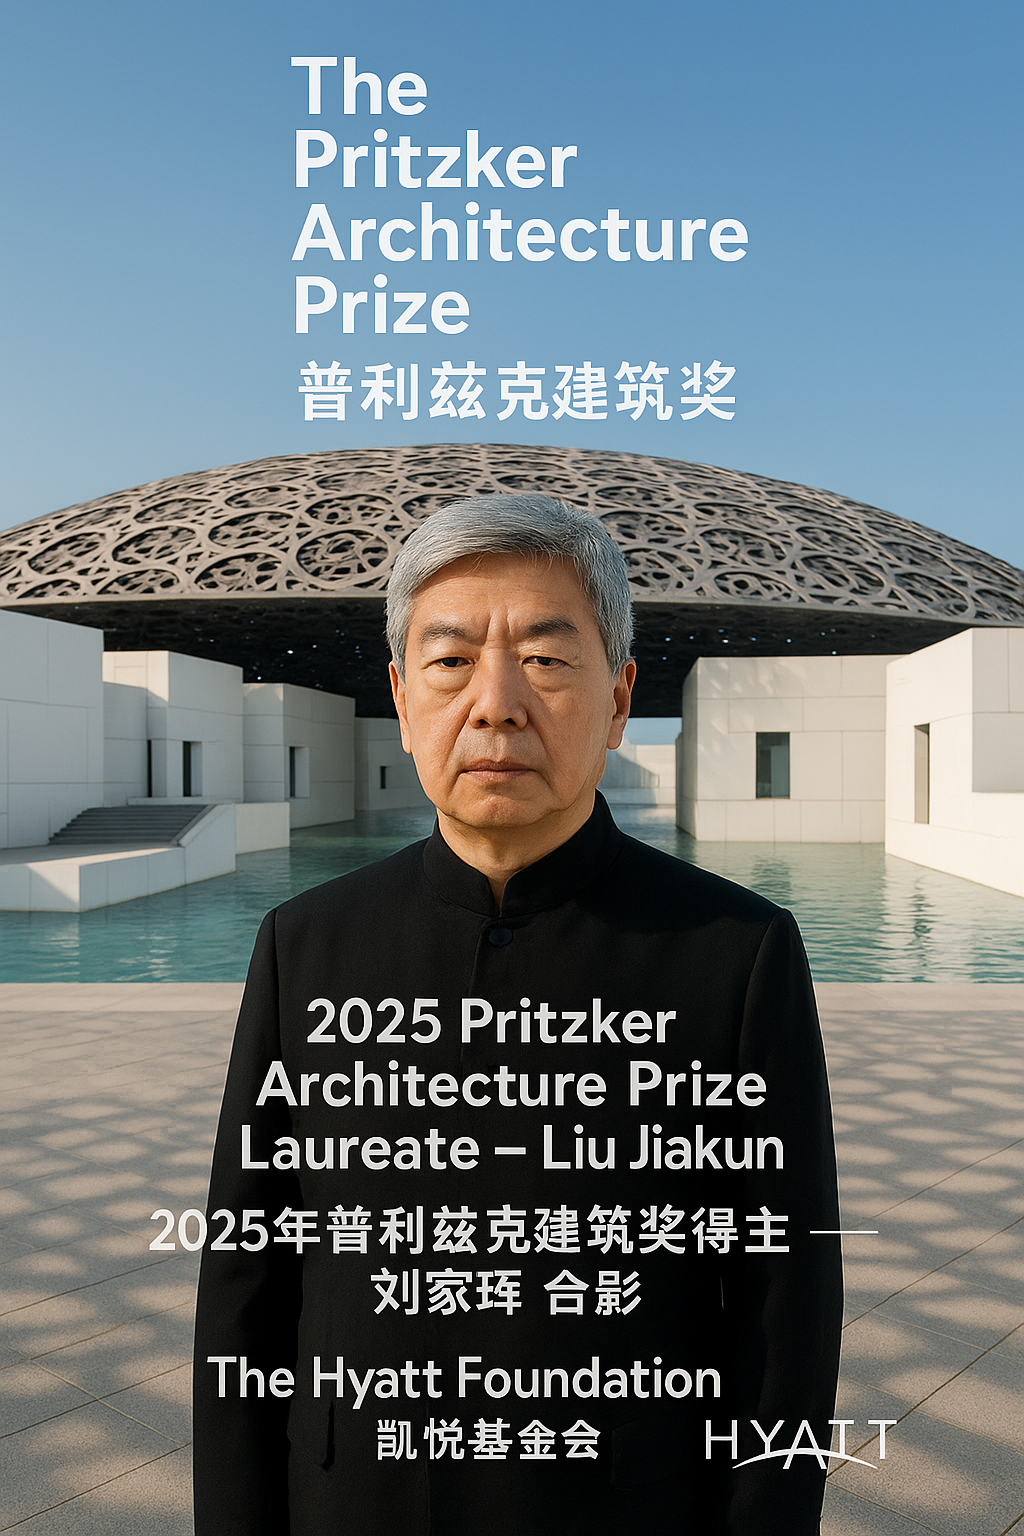 The
Pritzker
Architecture
Prize
普利兹克建筑奖
2025 Pritzker
Architecture Prize
Laureate – Liu Jiakun
2025年普利兹克建筑奖得主 —
刘家珲 合影
The Hyatt Foundation
凯悦基金会
HYATT